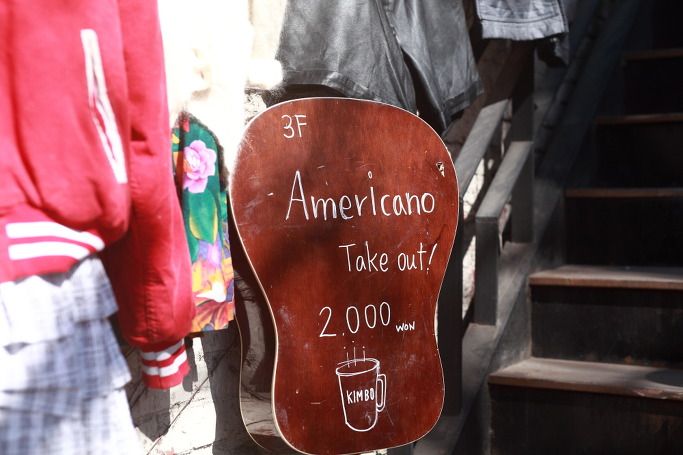 3F
Americano
Take out!
2.000 WON
KIMBO